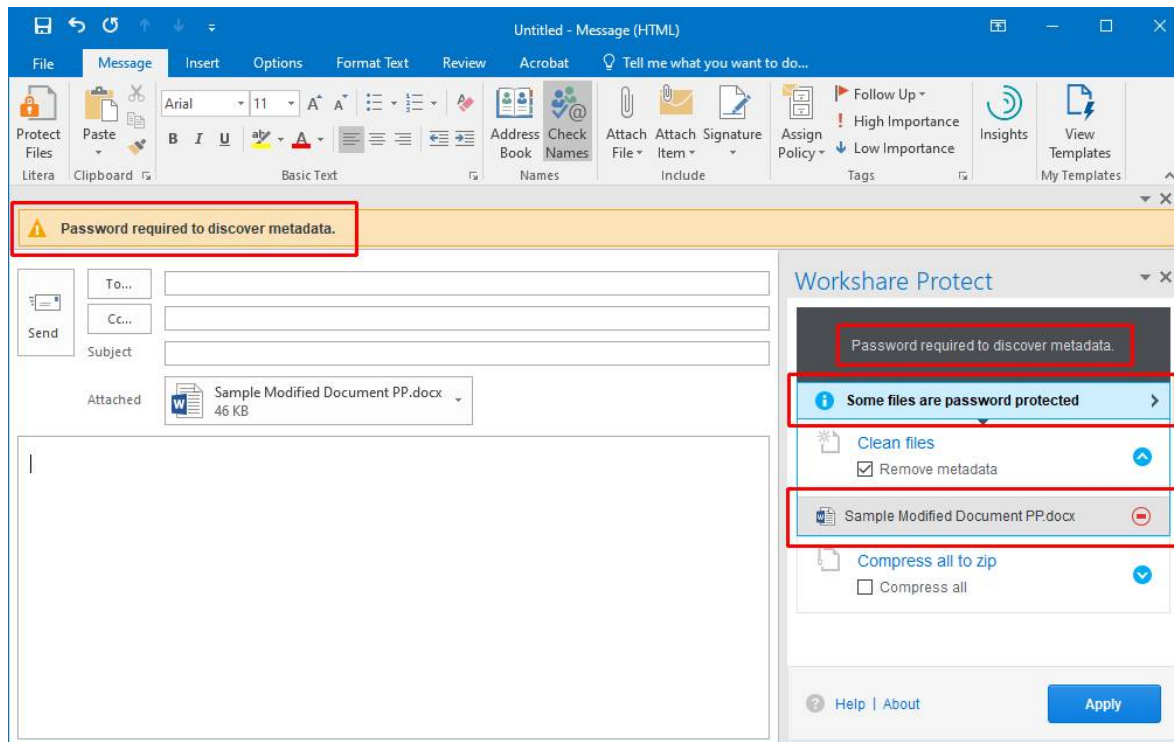 Untitled - Message (HTML)
File Message Insert Options Format Text Review Acrobat Tell me what you want to do...
Protect Files
Litera
Paste
Clipboard
Arial 11 A A
B I U aby A
Basic Text
Address Book
Check Names
Names
Attach File
Attach Item
Signature
Include
Assign Policy
Follow Up
High Importance
Low Importance
Tags
Insights
View Templates
My Templates
Password required to discover metadata.
Send
To...
Cc...
Subject
Attached
Sample Modified Document PP.docx
46 KB
Workshare Protect
Password required to discover metadata.
Some files are password protected
Clean files
Remove metadata
Sample Modified Document PP.docx
Compress all to zip
Compress all
Help | About
Apply